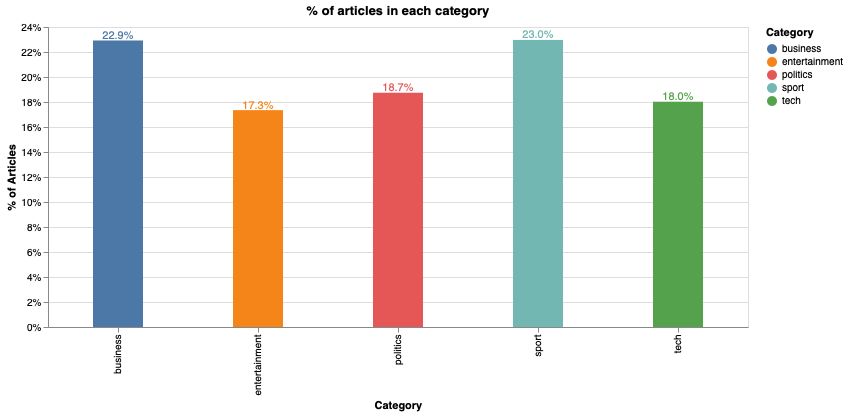 % of articles in each category
24%
22%
20%
18%
16%
14%
12%
10%
8%
6%
4%
2%
0%
% of Articles
22.9%
17.3%
18.7%
23.0%
18.0%
business
entertainment
politics
sport
tech
Category
Category
business
entertainment
politics
sport
tech